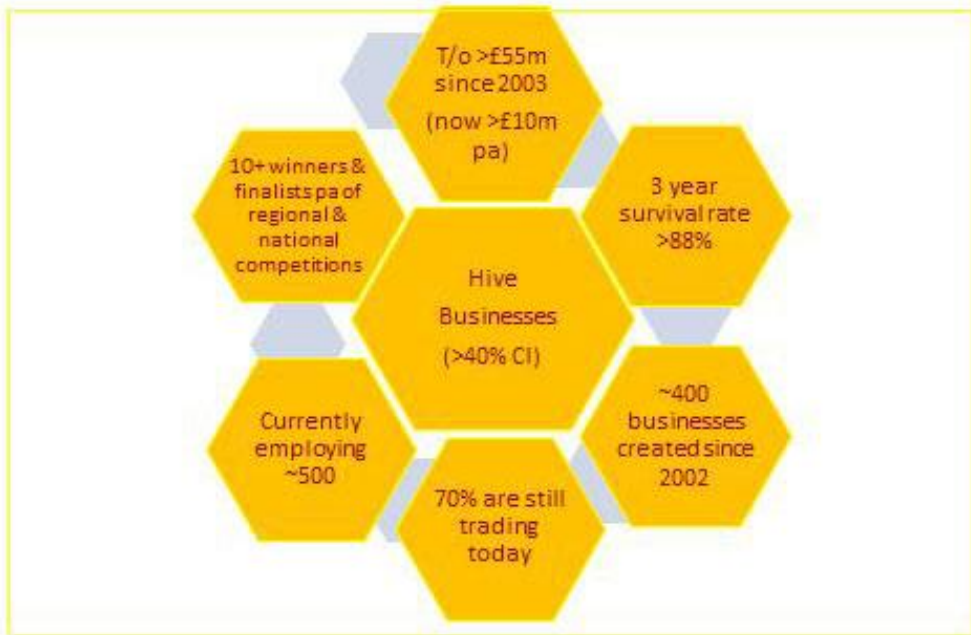 T/o >£55m
since 2003
(now >£10m
pa)
10+ winners &
finalists pa of
regional &
national
competitions
3 year
survival rate
>88%
Hive
Businesses
(>40% CI)
Currently
employing
~500
~400
businesses
created since
2002
70% are still
trading
today